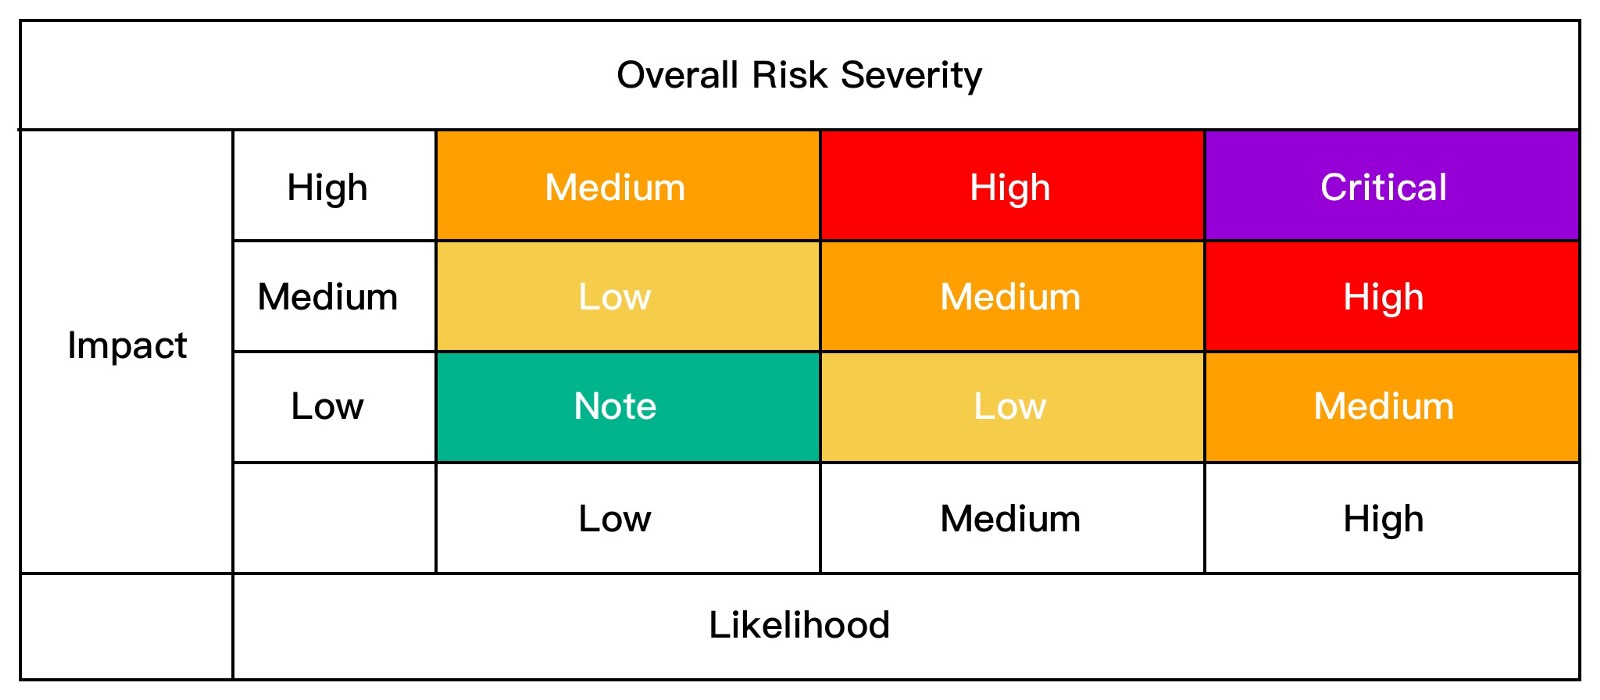 Overall Risk Severity
High Medium High Critical
Medium Low Medium High
Impact
Low Note Low Medium
Low Medium High
Likelihood